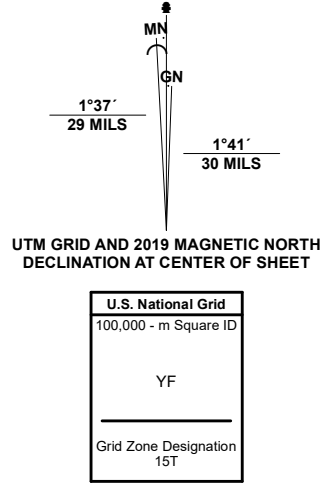 MN
GN
1°37´
29 MILS
1°41´
30 MILS
UTM GRID AND 2019 MAGNETIC NORTH
DECLINATION AT CENTER OF SHEET
U.S. National Grid
100,000 - m Square ID
YF
Grid Zone Designation
15T